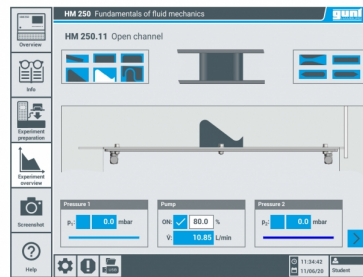 HM 250 Fundamentals of fluid mechanics
gunt
HM 250.11 Open channel
Overview
Info
Experiment
preparation
Experiment
overview
Screenshot
Help
Pressure 1
p₁: 0.0 mbar
Pump
ON: 80.0 %
V̇: 10.85 L/min
Pressure 2
p₂: 0.0 mbar
11:34:42
11/06/20
Student